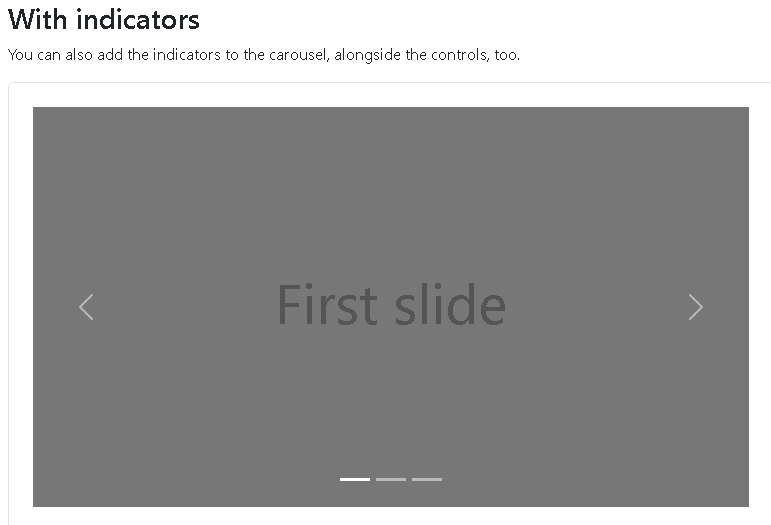 With indicators
You can also add the indicators to the carousel, alongside the controls, too.
First slide